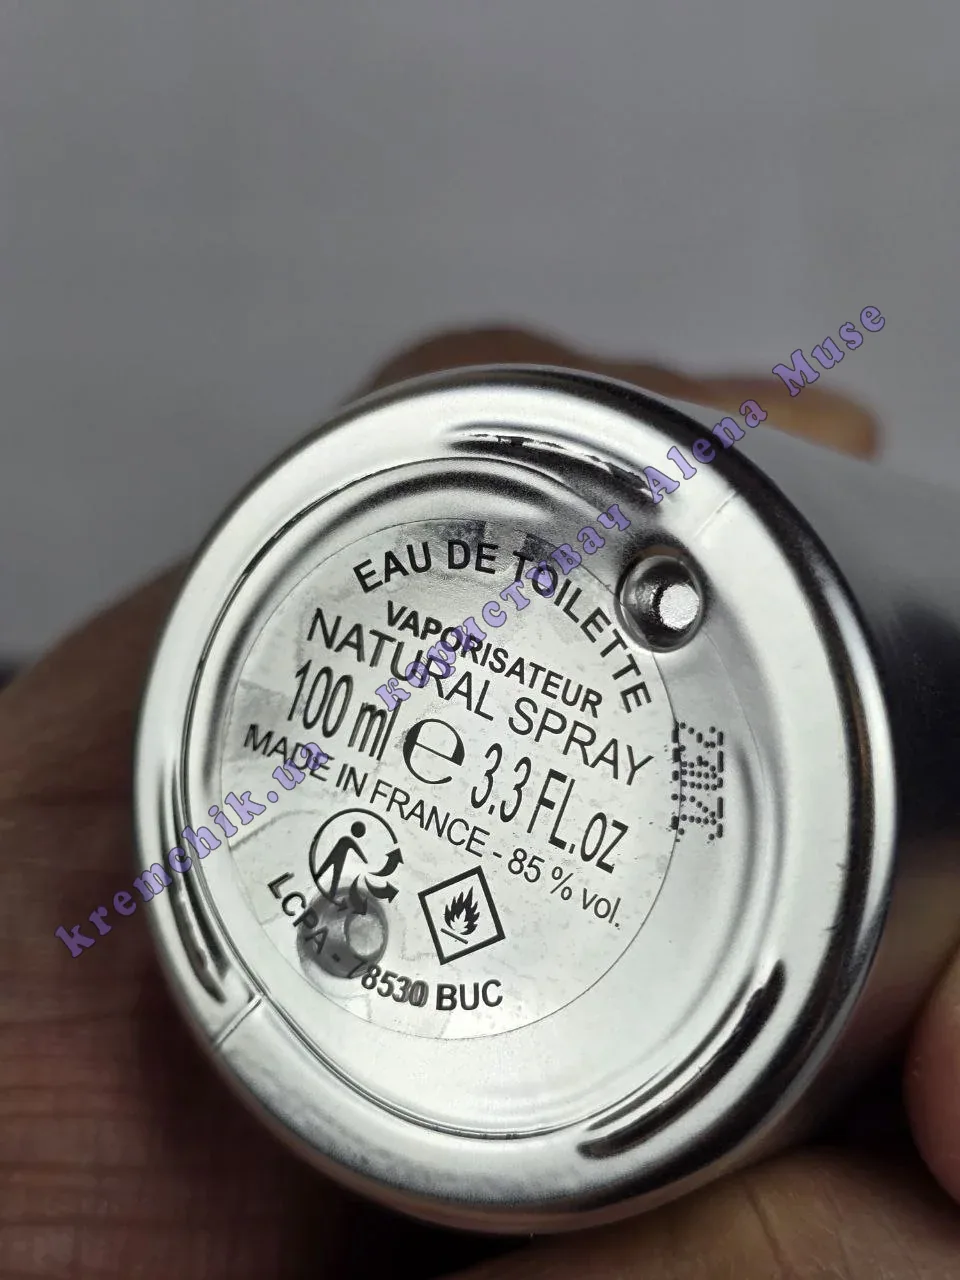 EAU DE TOILETTE
VAPORISATEUR
NATURAL SPRAY
100 ml e 3.3 FL.OZ
MADE IN FRANCE - 85 % vol.
LCPA - 78530 BUC
kremchik.ua користувач Alena Muse